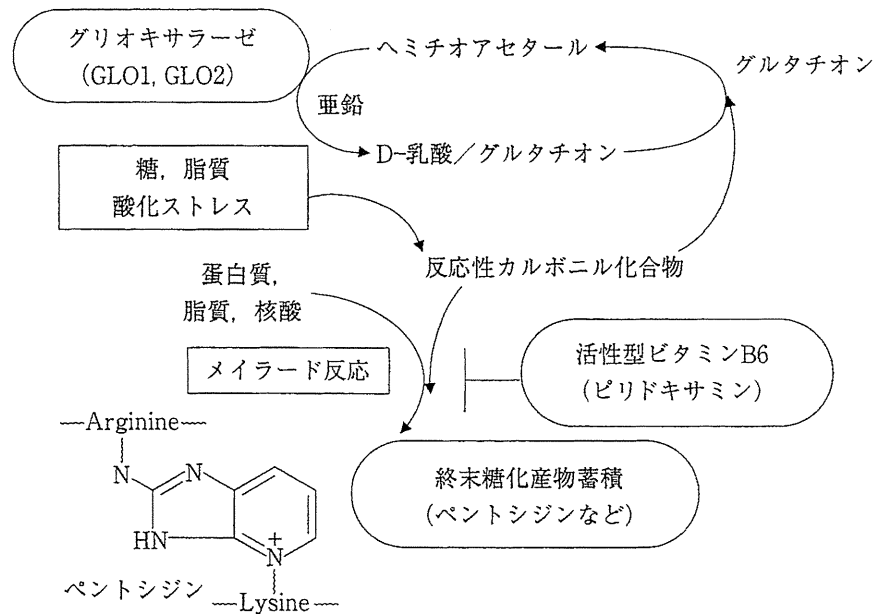 グリオキサラーゼ
(GLO1, GLO2)
ヘミチオアセタール
グルタチオン
亜鉛
D-乳酸／グルタチオン
糖，脂質
酸化ストレス
反応性カルボニル化合物
蛋白質，
脂質，核酸
メイラード反応
活性型ビタミンB6
(ピリドキサミン)
Arginine
N
N
HN
N
+
ペントシジン
Lysine
終末糖化産物蓄積
(ペントシジンなど)